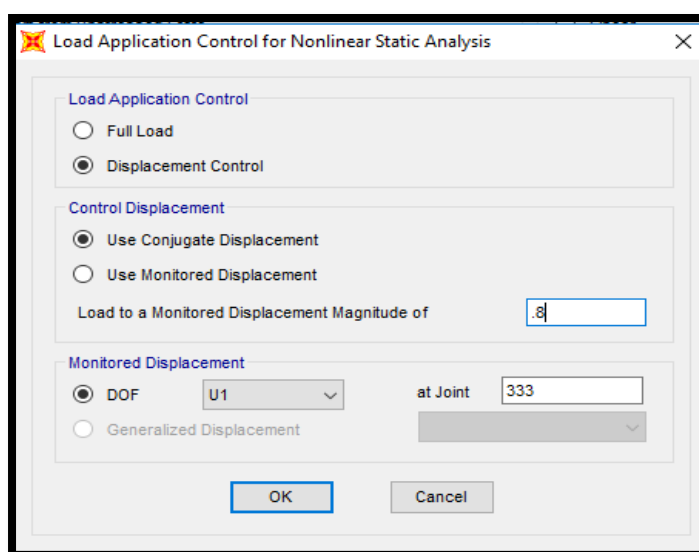 Load Application Control for Nonlinear Static Analysis
Load Application Control
Full Load
Displacement Control
Control Displacement
Use Conjugate Displacement
Use Monitored Displacement
Load to a Monitored Displacement Magnitude of .8
Monitored Displacement
DOF U1 at Joint 333
Generalized Displacement
OK Cancel